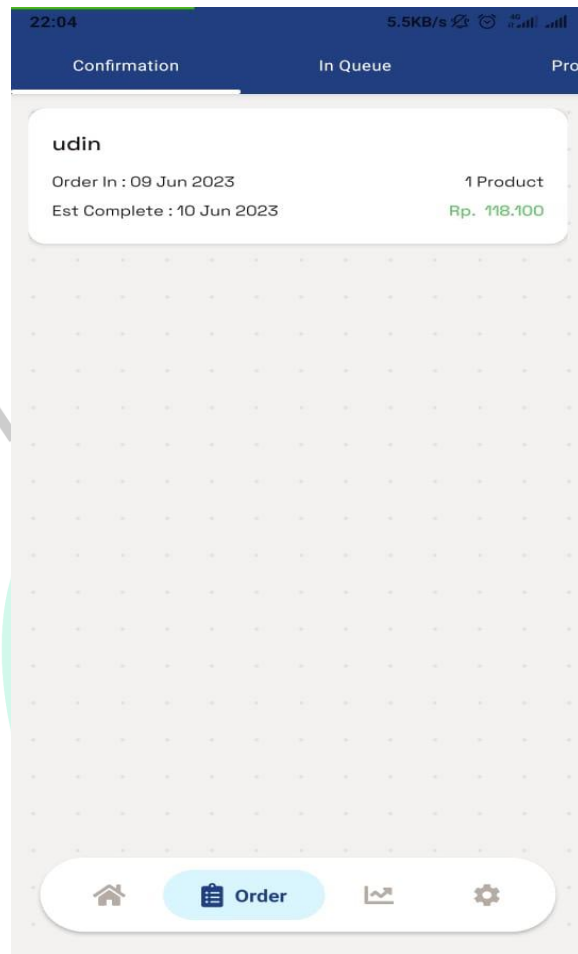 22:04 5.5KB/s 4G
Confirmation In Queue Pro
udin
Order In : 09 Jun 2023 1 Product
Est Complete : 10 Jun 2023 Rp. 118.100
Order